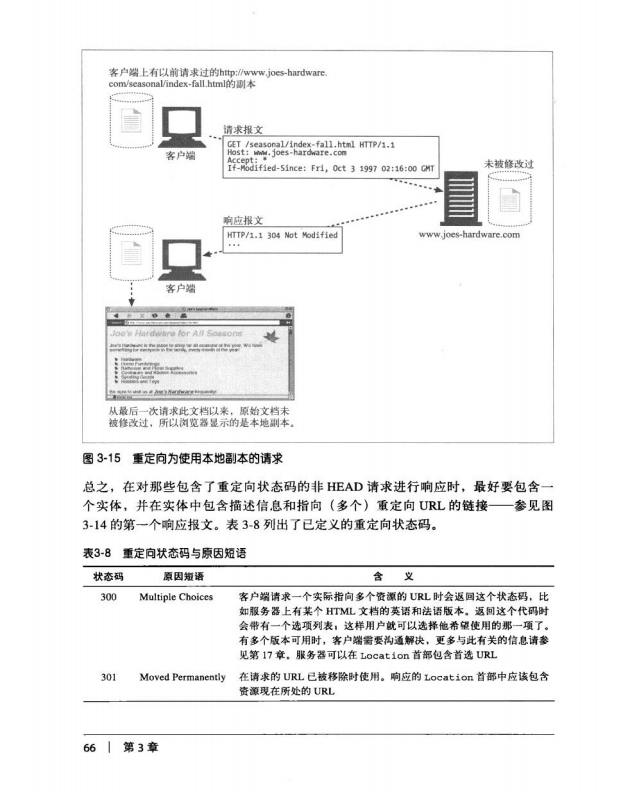 客户端上有以前请求过的http://www.joes-hardware.
com/seasonal/index-fall.html的副本
请求报文
GET /seasonal/index-fall.html HTTP/1.1
Host: www.joes-hardware.com
Accept: *
If-Modified-Since: Fri, Oct 3 1997 02:16:00 GMT
客户端
未被修改过
响应报文
HTTP/1.1 304 Not Modified
...
www.joes-hardware.com
客户端
Joe's Hardware for All Seasons
从最后一次请求此文档以来，原始文档未
被修改过，所以浏览器显示的是本地副本。
图 3-15 重定向为使用本地副本的请求
总之，在对那些包含了重定向状态码的非 HEAD 请求进行响应时，最好要包含一
个实体，并在实体中包含描述信息和指向（多个）重定向 URL 的链接——参见图
3-14 的第一个响应报文。表 3-8 列出了已定义的重定向状态码。
表3-8 重定向状态码与原因短语
状态码 原因短语 含 义
300 Multiple Choices 客户端请求一个实际指向多个资源的 URL 时会返回这个状态码，比
如服务器上有某个 HTML 文档的英语和法语版本。返回这个代码时
会带有一个选项列表；这样用户就可以选择他希望使用的那一项了。
有多个版本可用时，客户端需要沟通解决，更多与此有关的信息请参
见第 17 章。服务器可以在 Location 首部包含首选 URL
301 Moved Permanently 在请求的 URL 已被移除时使用。响应的 Location 首部中应该包含
资源现在所处的 URL
66 | 第 3 章